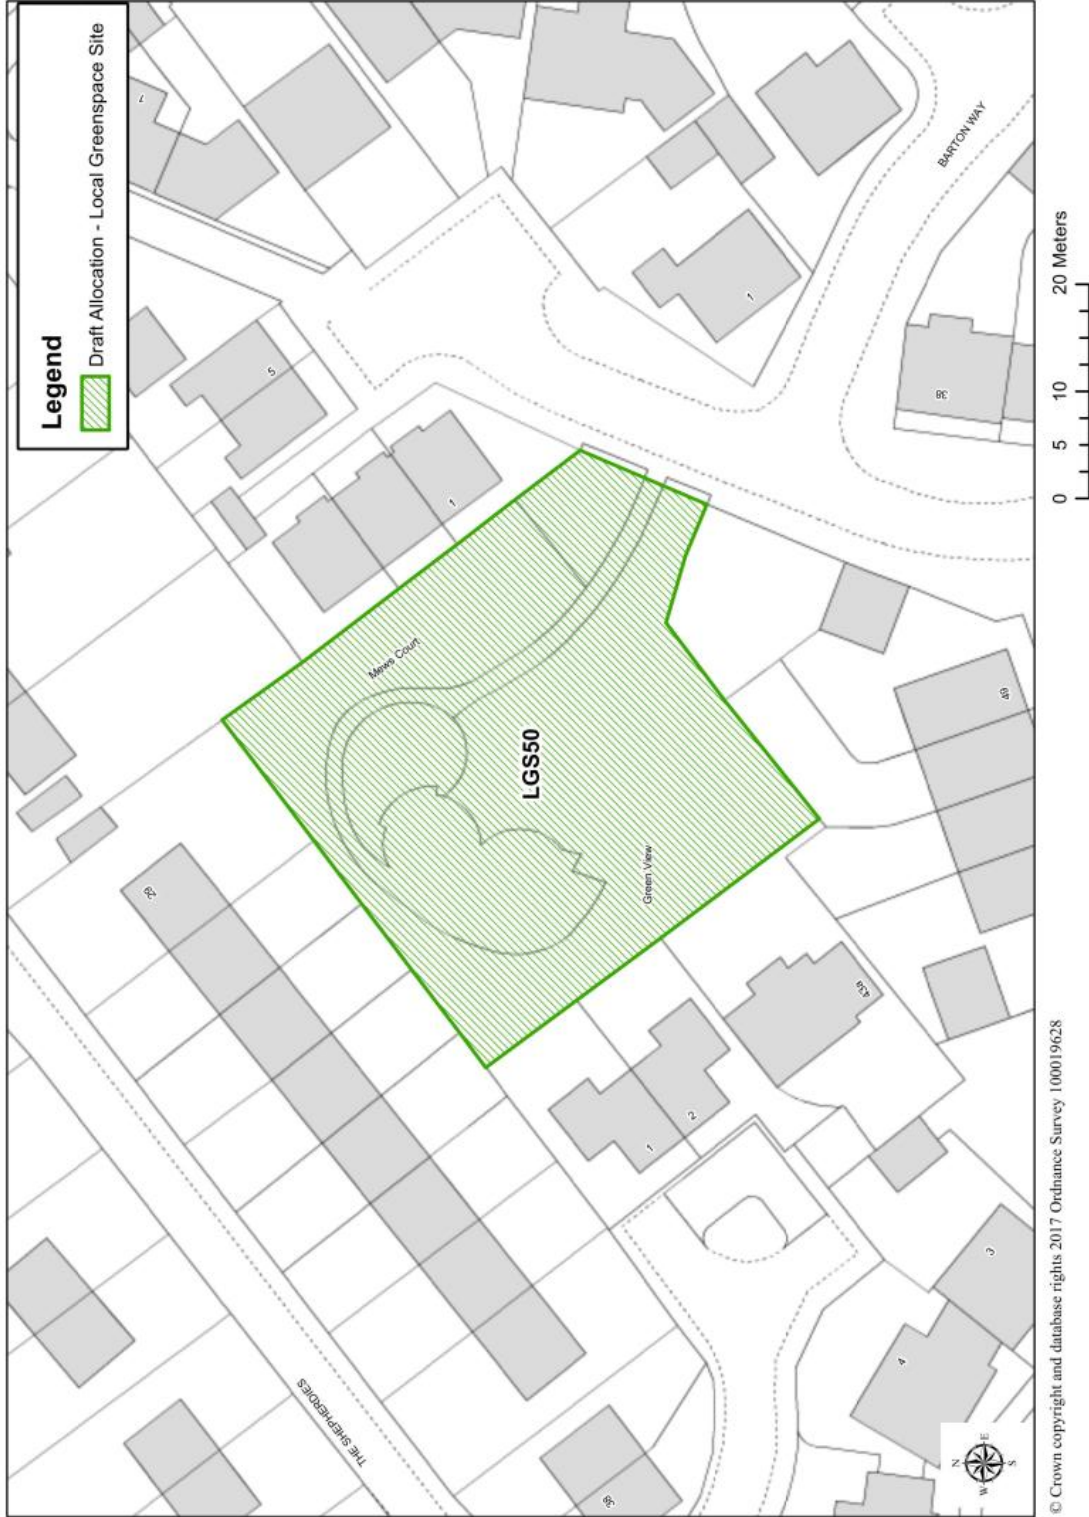 Legend
Draft Allocation - Local Greenspace Site
1
5
1
Mews Court
BARTON WAY
1
38
LGS50
29
Green View
49
43a
1
2
THE SHEPHERDIES
3
4
38
N
W E
S
0 5 10 20 Meters
© Crown copyright and database rights 2017 Ordnance Survey 100019628